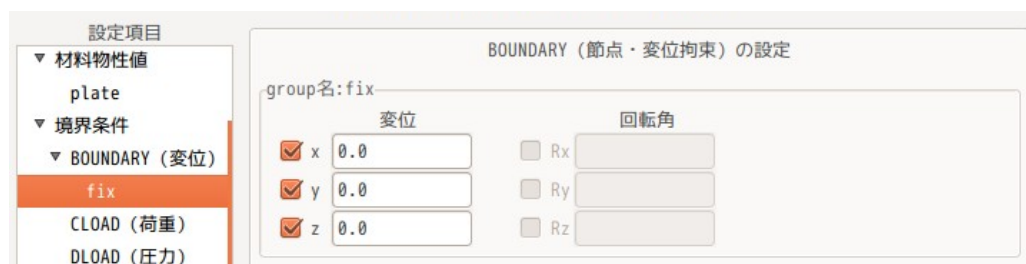 設定項目
▼ 材料物性値
plate
▼ 境界条件
▼ BOUNDARY (変位)
fix
CLOAD (荷重)
DLOAD (圧力)
BOUNDARY (節点・変位拘束) の設定
group名:fix
変位 回転角
x 0.0 Rx
y 0.0 Ry
z 0.0 Rz